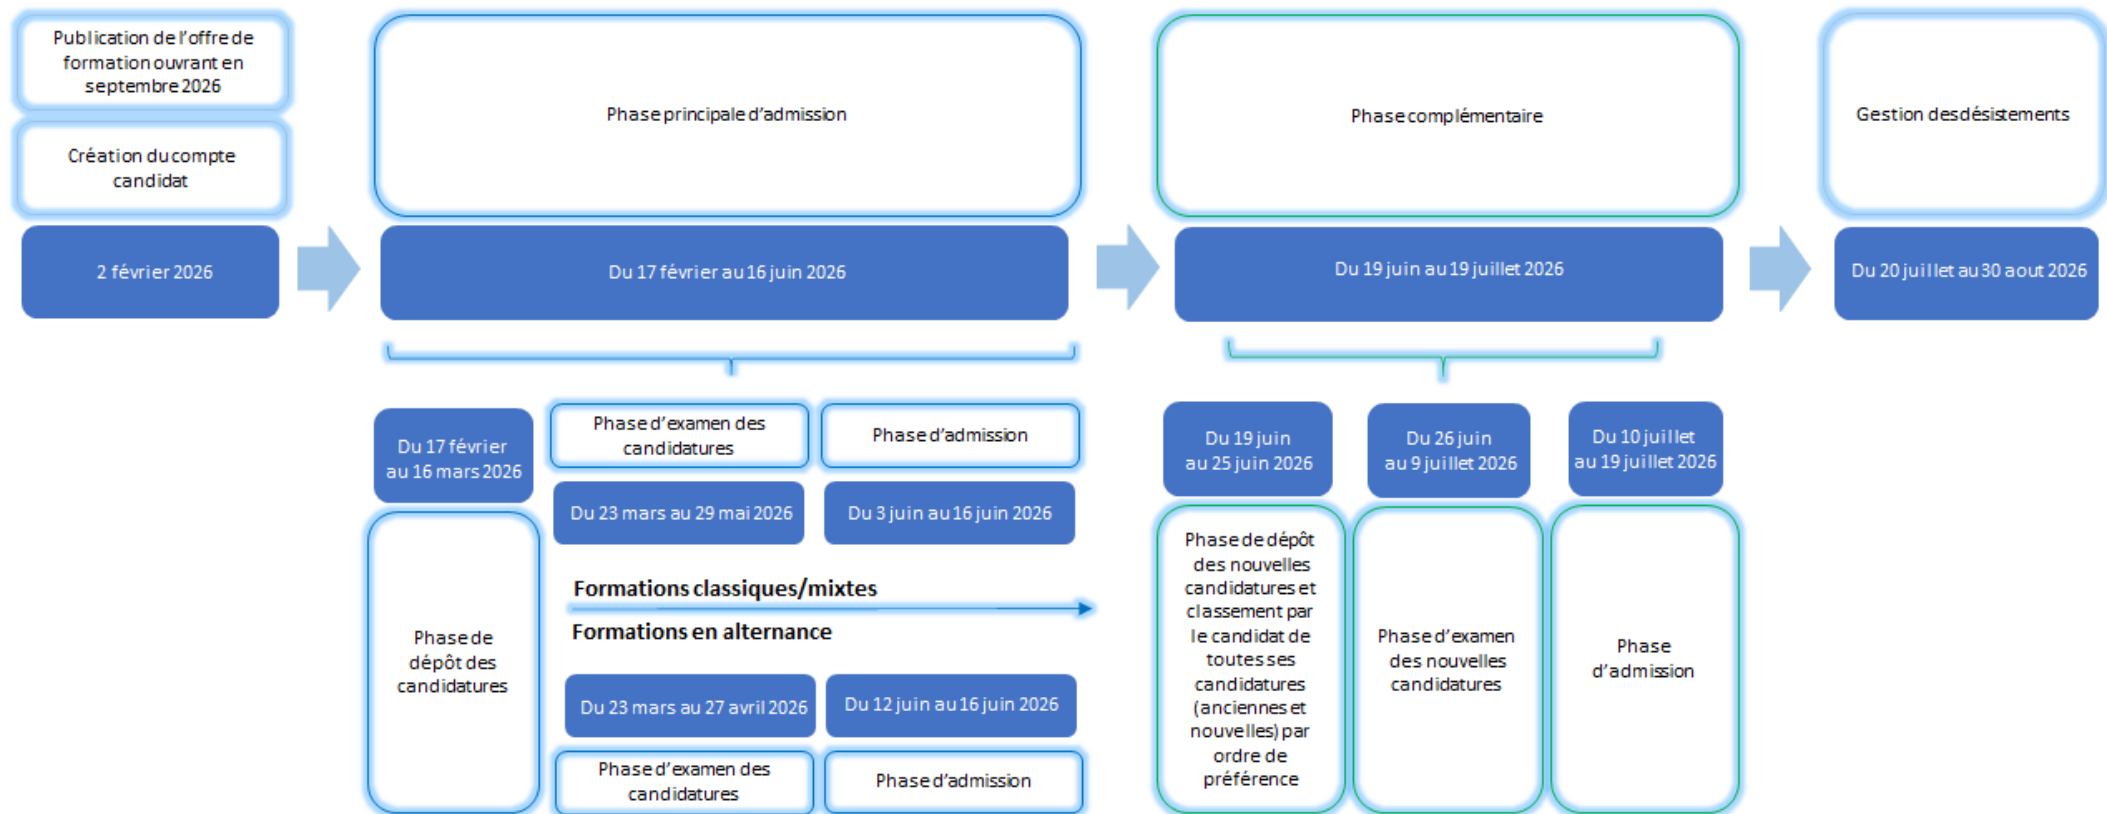 Publication de l'offre de
formation ouvrant en
septembre 2026
Création du compte
candidat
2 février 2026
Phase principale d'admission
Du 17 février au 16 juin 2026
Phase complémentaire
Du 19 juin au 19 juillet 2026
Gestion des désistements
Du 20 juillet au 30 aout 2026
Du 17 février
au 16 mars 2026
Phase de
dépôt des
candidatures
Phase d'examen des
candidatures
Du 23 mars au 29 mai 2026
Phase d'admission
Du 3 juin au 16 juin 2026
Formations classiques/mixtes
Formations en alternance
Du 23 mars au 27 avril 2026
Phase d'examen des
candidatures
Du 12 juin au 16 juin 2026
Phase d'admission
Du 19 juin
au 25 juin 2026
Phase de dépôt
des nouvelles
candidatures et
classement par
le candidat de
toutes ses
candidatures
(anciennes et
nouvelles) par
ordre de
préférence
Du 26 juin
au 9 juillet 2026
Phase d'examen
des nouvelles
candidatures
Du 10 juillet
au 19 juillet 2026
Phase
d'admission